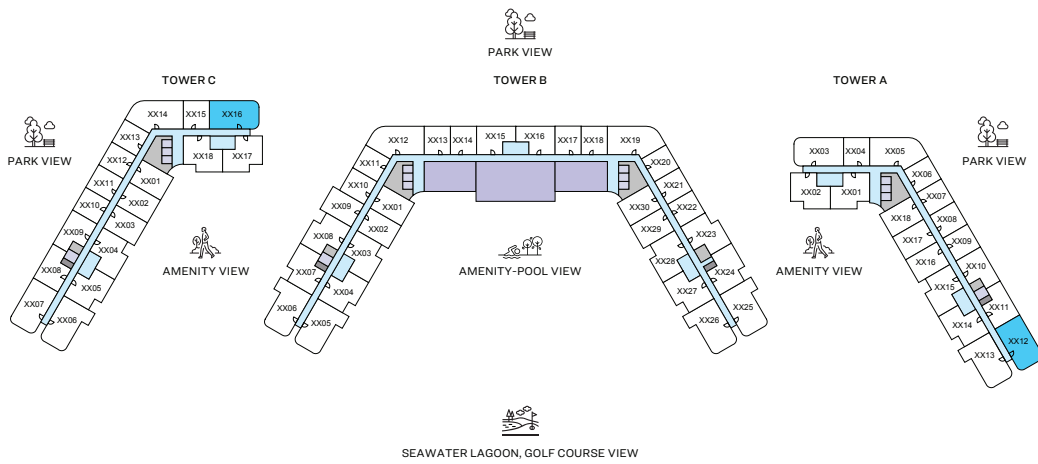 PARK VIEW
TOWER C
TOWER B
TOWER A
PARK VIEW
PARK VIEW
AMENITY VIEW
AMENITY-POOL VIEW
AMENITY VIEW
SEAWATER LAGOON, GOLF COURSE VIEW
XX14
XX15
XX16
XX13
XX18
XX17
XX12
XX01
XX11
XX02
XX10
XX03
XX09
XX04
XX08
XX05
XX07
XX06
XX12
XX13
XX14
XX15
XX16
XX17
XX18
XX19
XX11
XX20
XX10
XX01
XX21
XX30
XX09
XX02
XX22
XX29
XX08
XX03
XX23
XX28
XX07
XX04
XX24
XX27
XX06
XX05
XX25
XX26
XX03
XX04
XX05
XX02
XX01
XX06
XX07
XX18
XX08
XX17
XX09
XX16
XX10
XX15
XX11
XX14
XX12
XX13